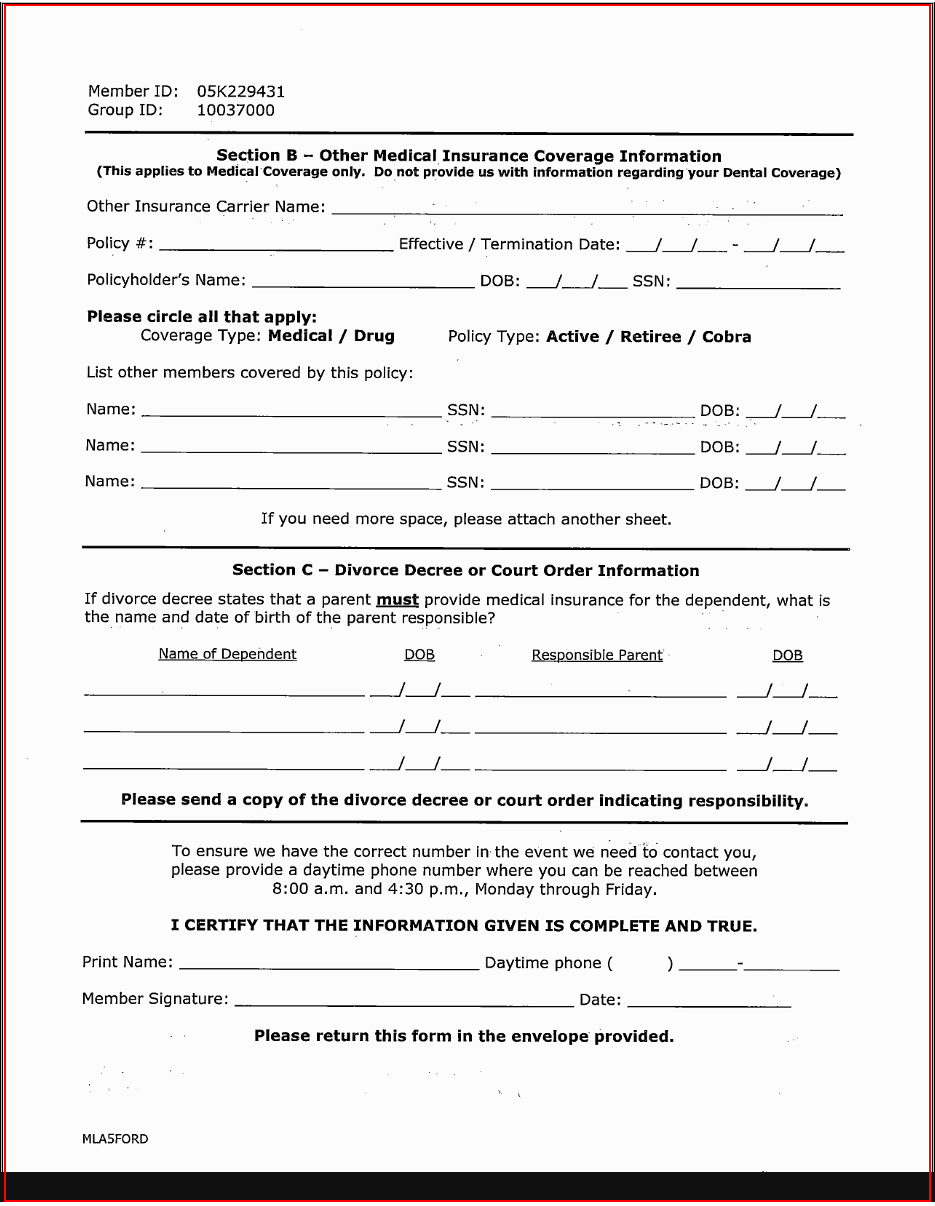 Member ID: 05K229431
Group ID: 10037000
Section B – Other Medical Insurance Coverage Information
(This applies to Medical Coverage only. Do not provide us with information regarding your Dental Coverage)
Other Insurance Carrier Name: ____________________
Policy #: ____________________ Effective / Termination Date: ___/___/___ - ___/___/___
Policyholder's Name: ____________________ DOB: ___/___/___ SSN: ____________________
Please circle all that apply:
Coverage Type: Medical / Drug Policy Type: Active / Retiree / Cobra
List other members covered by this policy:
Name: ____________________ SSN: ____________________ DOB: ___/___/___
Name: ____________________ SSN: ____________________ DOB: ___/___/___
Name: ____________________ SSN: ____________________ DOB: ___/___/___
If you need more space, please attach another sheet.
Section C – Divorce Decree or Court Order Information
If divorce decree states that a parent must provide medical insurance for the dependent, what is
the name and date of birth of the parent responsible?
Name of Dependent DOB Responsible Parent DOB
____________________ ___/___/___ ____________________ ___/___/___
____________________ ___/___/___ ____________________ ___/___/___
____________________ ___/___/___ ____________________ ___/___/___
Please send a copy of the divorce decree or court order indicating responsibility.
To ensure we have the correct number in the event we need to contact you,
please provide a daytime phone number where you can be reached between
8:00 a.m. and 4:30 p.m., Monday through Friday.
I CERTIFY THAT THE INFORMATION GIVEN IS COMPLETE AND TRUE.
Print Name: ____________________ Daytime phone ( ) ______-__________
Member Signature: ____________________ Date: ____________________
Please return this form in the envelope provided.
MLA5FORD